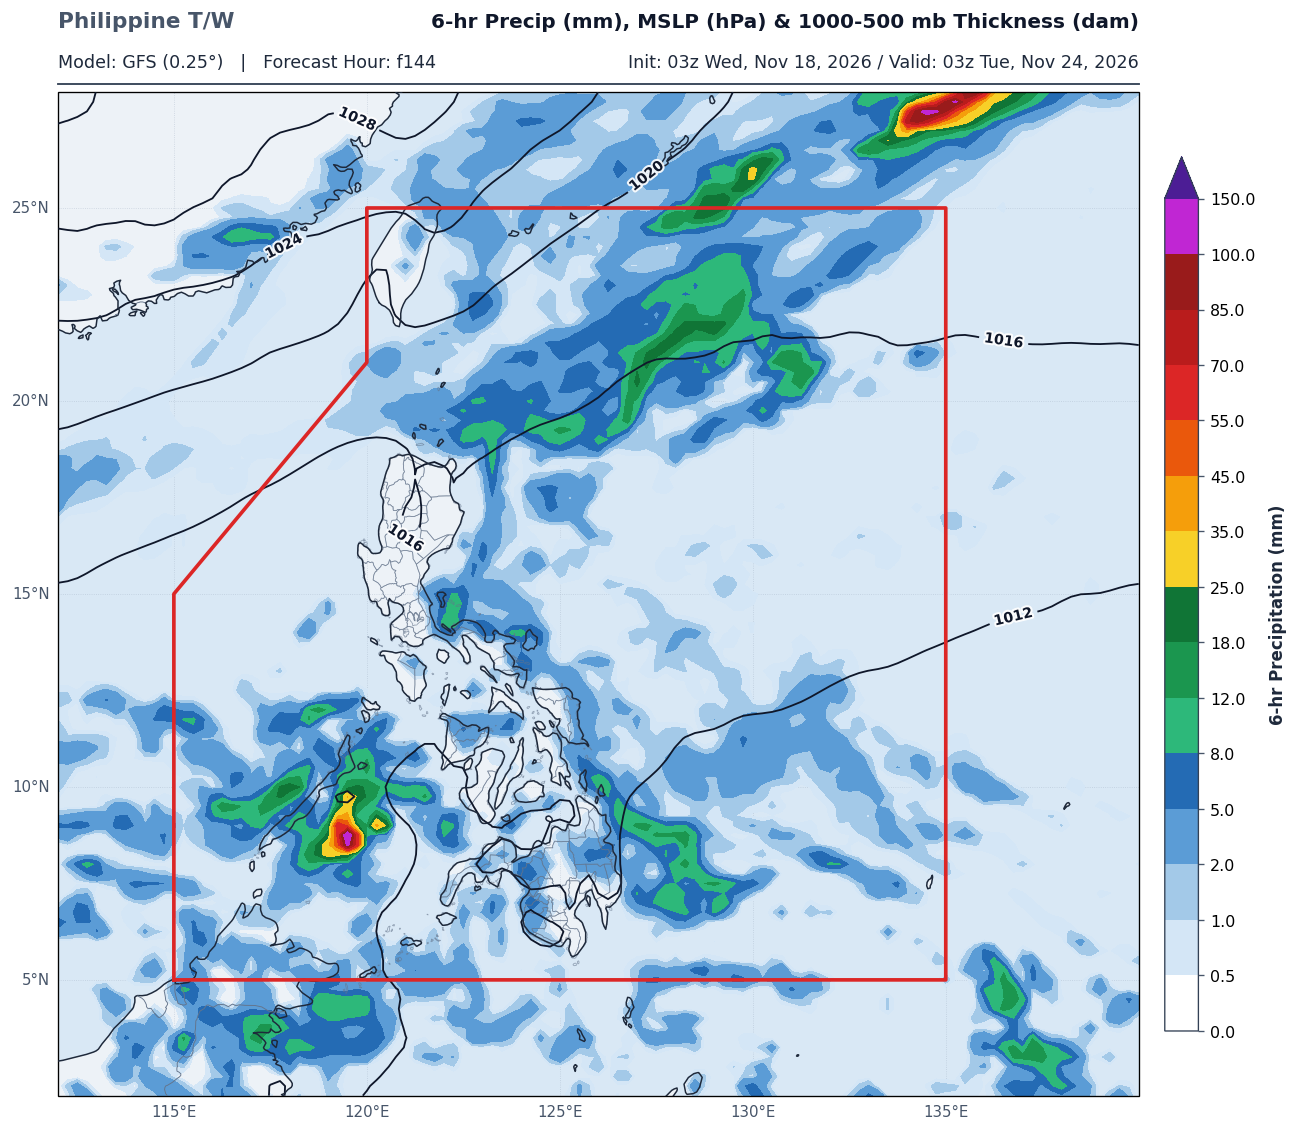 Philippine T/W
6-hr Precip (mm), MSLP (hPa) & 1000-500 mb Thickness (dam)
Model: GFS (0.25°)   |   Forecast Hour: f144
Init: 03z Wed, Nov 18, 2026 / Valid: 03z Tue, Nov 24, 2026
1028
1020
1024
1016
1016
1012
25°N
20°N
15°N
10°N
5°N
115°E
120°E
125°E
130°E
135°E
150.0
100.0
85.0
70.0
55.0
45.0
35.0
25.0
18.0
12.0
8.0
5.0
2.0
1.0
0.5
0.0
6-hr Precipitation (mm)